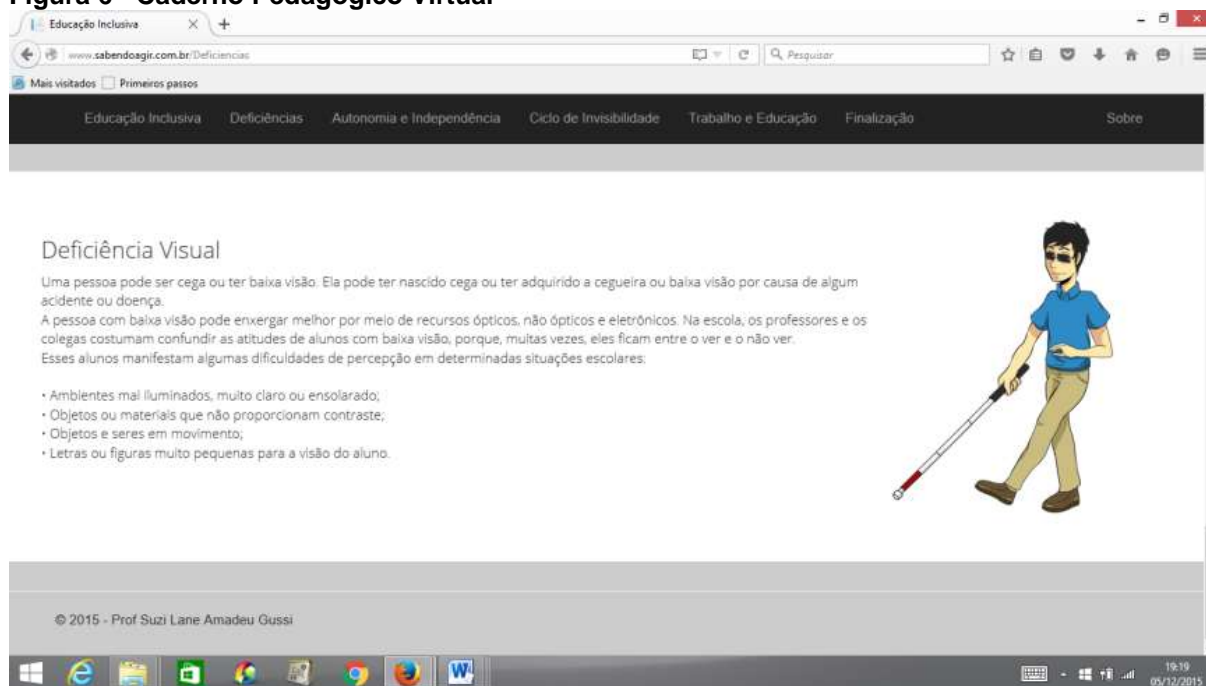 Figura 6 - Caderno Pedagógico Virtual
Educação Inclusiva
www.sabendoagir.com.br/Deficiencias
Pesquisar
Mais visitados Primeiros passos
Educação Inclusiva Deficiências Autonomia e Independência Ciclo de Invisibilidade Trabalho e Educação Finalização Sobre
Deficiência Visual
Uma pessoa pode ser cega ou ter baixa visão. Ela pode ter nascido cega ou ter adquirido a cegueira ou baixa visão por causa de algum
acidente ou doença.
A pessoa com baixa visão pode enxergar melhor por meio de recursos ópticos, não ópticos e eletrônicos. Na escola, os professores e os
colegas costumam confundir as atitudes de alunos com baixa visão, porque, muitas vezes, eles ficam entre o ver e o não ver.
Esses alunos manifestam algumas dificuldades de percepção em determinadas situações escolares:
• Ambientes mal iluminados, muito claro ou ensolarado;
• Objetos ou materiais que não proporcionam contraste;
• Objetos e seres em movimento;
• Letras ou figuras muito pequenas para a visão do aluno.
© 2015 - Prof Suzi Lane Amadeu Gussi
19:19
05/12/2015